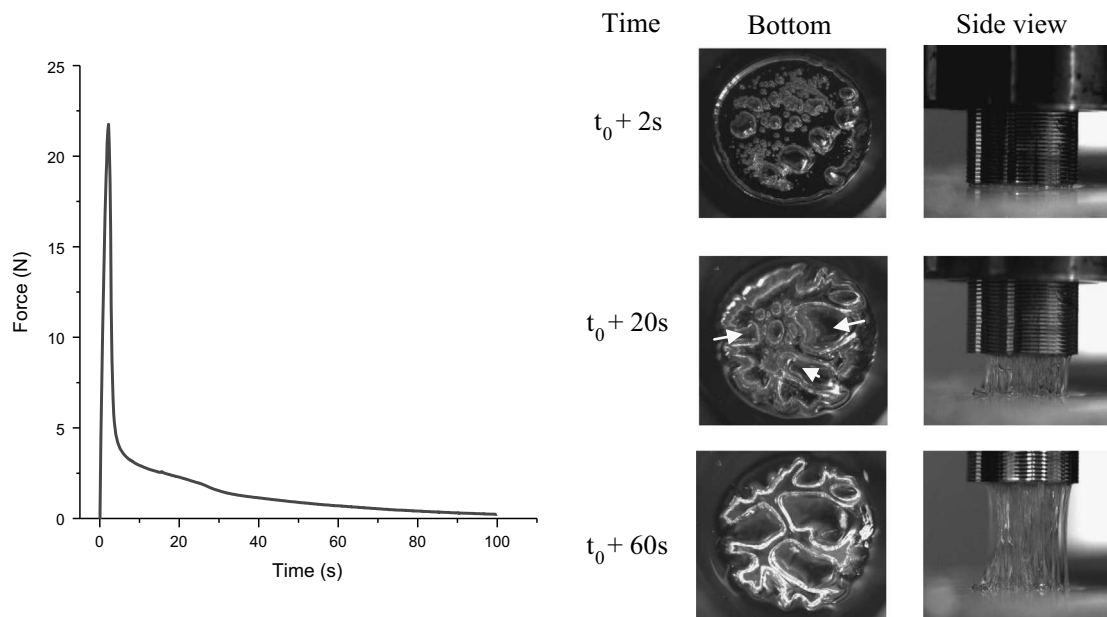 25
20
15
10
5
0
Force (N)
0 20 40 60 80 100
Time (s)
Time Bottom Side view
t₀ + 2s
t₀ + 20s
t₀ + 60s